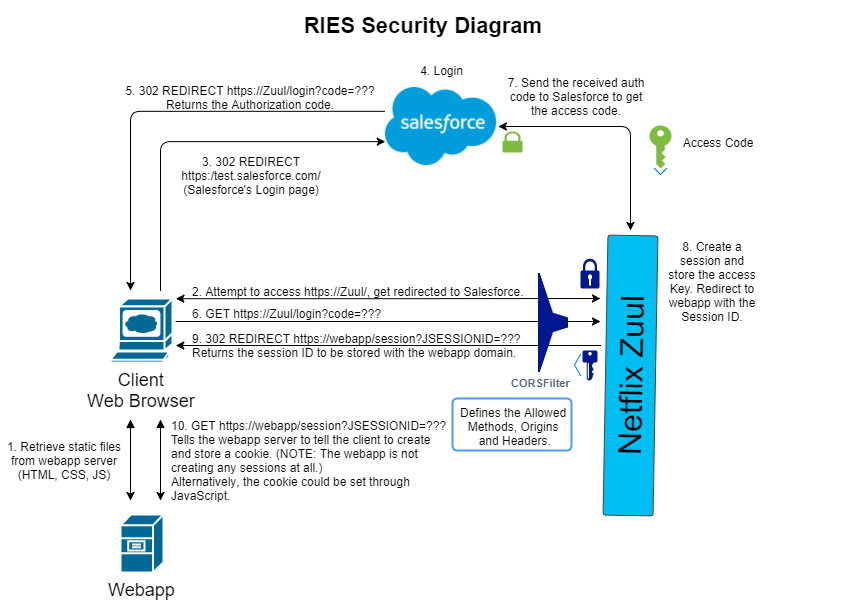 RIES Security Diagram
4. Login
5. 302 REDIRECT https://Zuul/login?code=???
Returns the Authorization code.
7. Send the received auth
code to Salesforce to get
the access code.
salesforce
Access Code
3. 302 REDIRECT
https:/test.salesforce.com/
(Salesforce's Login page)
8. Create a
session and
store the access
Key. Redirect to
webapp with the
Session ID.
2. Attempt to access https://Zuul/, get redirected to Salesforce.
6. GET https://Zuul/login?code=???
9. 302 REDIRECT https://webapp/session?JSESSIONID=???
Returns the session ID to be stored with the webapp domain.
Netflix Zuul
CORSFilter
Defines the Allowed
Methods, Origins
and Headers.
Client
Web Browser
1. Retrieve static files
from webapp server
(HTML, CSS, JS)
10. GET https://webapp/session?JSESSIONID=???
Tells the webapp server to tell the client to create
and store a cookie. (NOTE: The webapp is not
creating any sessions at all.)
Alternatively, the cookie could be set through
JavaScript.
Webapp